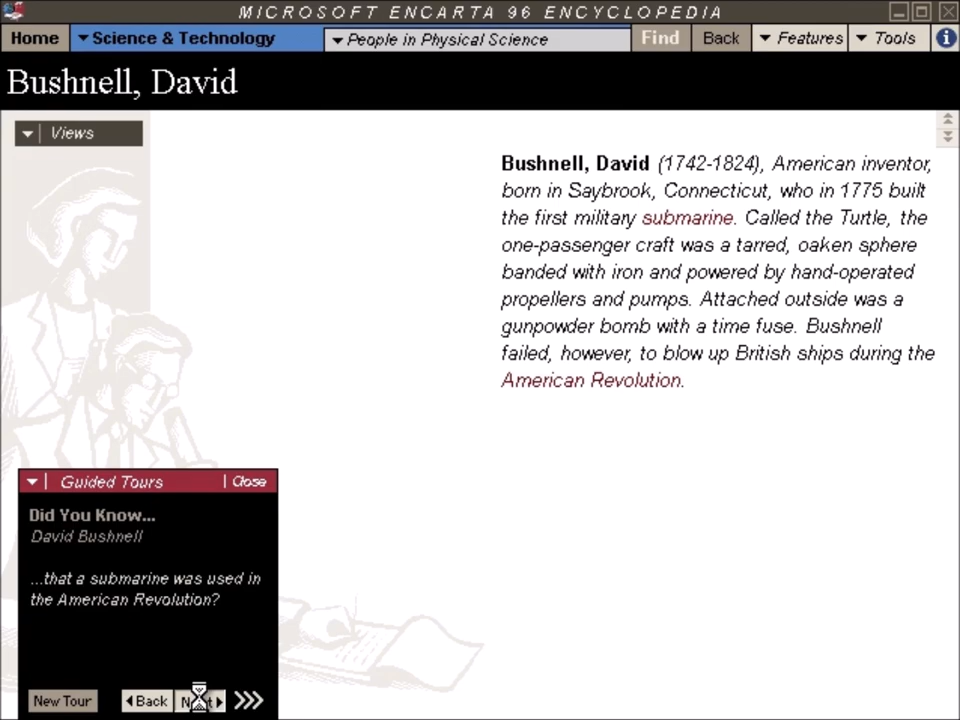 MICROSOFT ENCARTA 96 ENCYCLOPEDIA
Home Science & Technology People in Physical Science Find Back Features Tools i
Bushnell, David
Views
Bushnell, David (1742-1824), American inventor,
born in Saybrook, Connecticut, who in 1775 built
the first military submarine. Called the Turtle, the
one-passenger craft was a tarred, oaken sphere
banded with iron and powered by hand-operated
propellers and pumps. Attached outside was a
gunpowder bomb with a time fuse. Bushnell
failed, however, to blow up British ships during the
American Revolution.
Guided Tours Close
Did You Know...
David Bushnell
...that a submarine was used in
the American Revolution?
New Tour Back